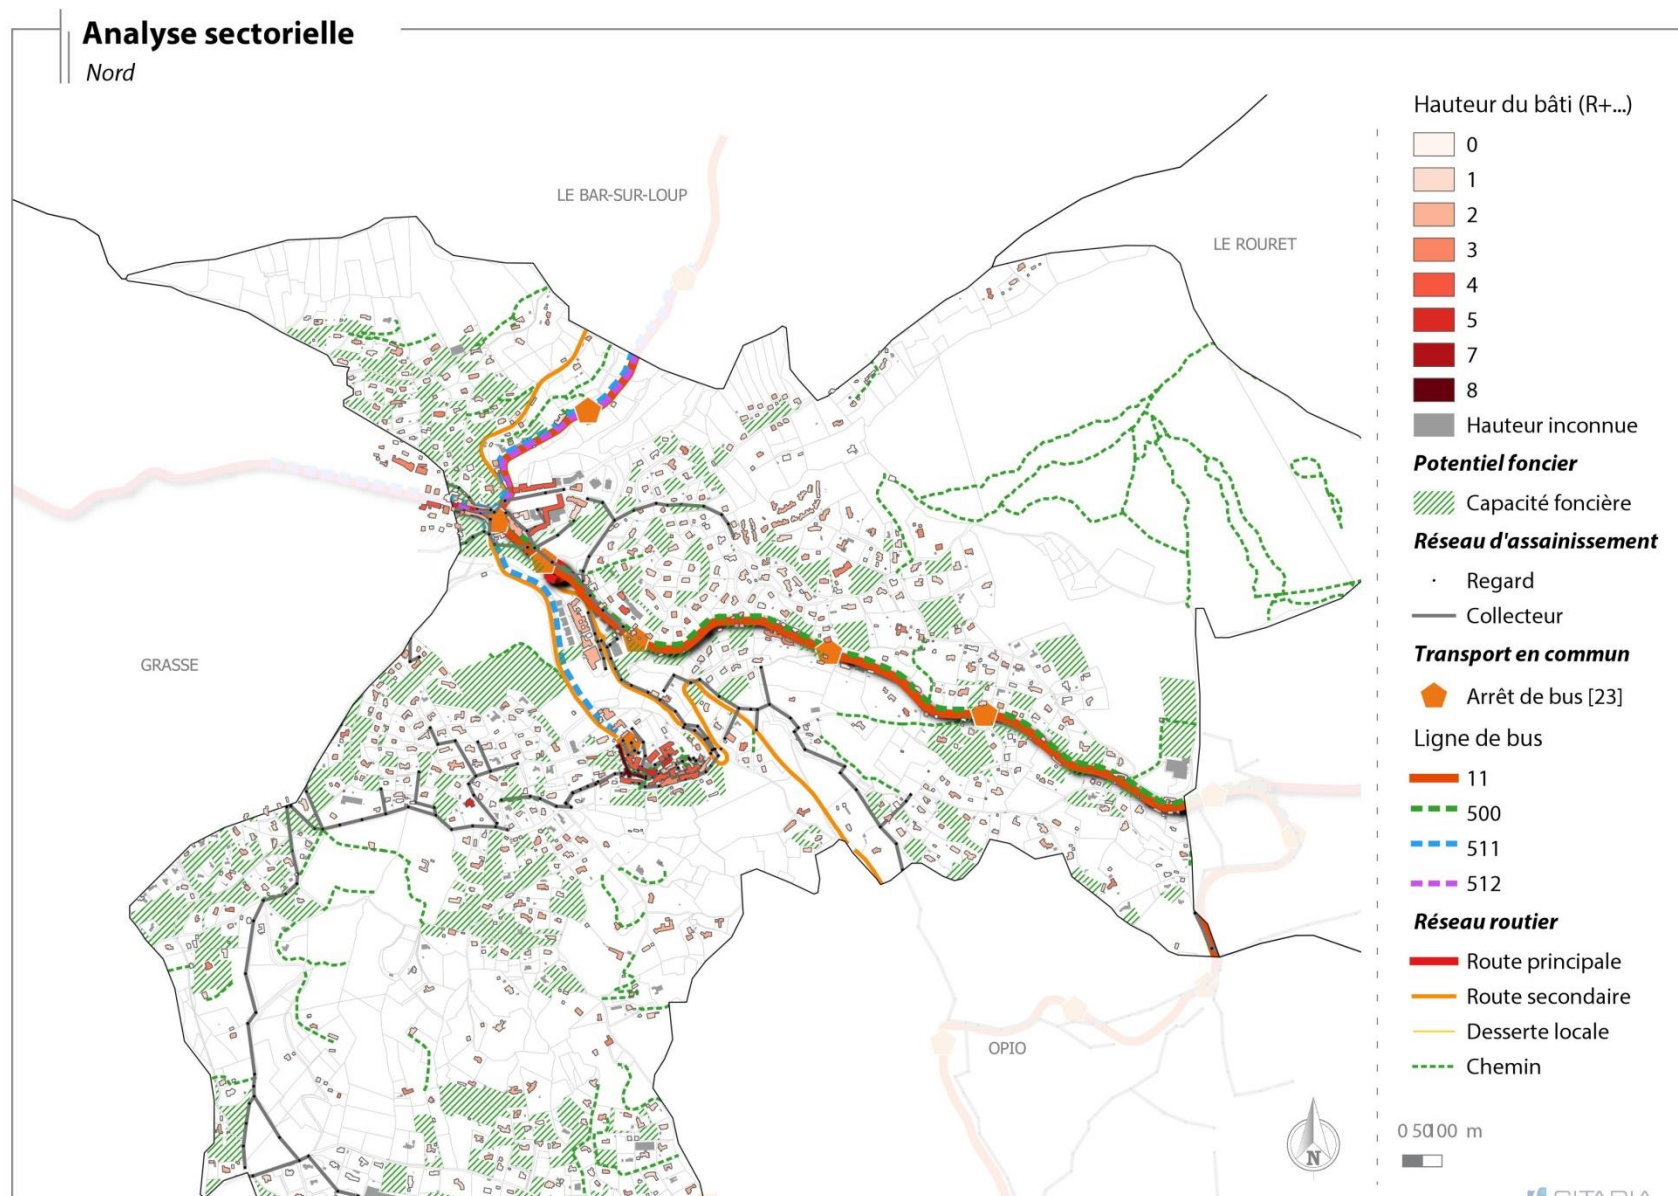 Analyse sectorielle
Nord
LE BAR-SUR-LOUP
LE ROURET
GRASSE
OPIO
N
Hauteur du bâti (R+...)
0
1
2
3
4
5
7
8
Hauteur inconnue
Potentiel foncier
Capacité foncière
Réseau d'assainissement
Regard
Collecteur
Transport en commun
Arrêt de bus [23]
Ligne de bus
11
500
511
512
Réseau routier
Route principale
Route secondaire
Desserte locale
Chemin
0 50100 m